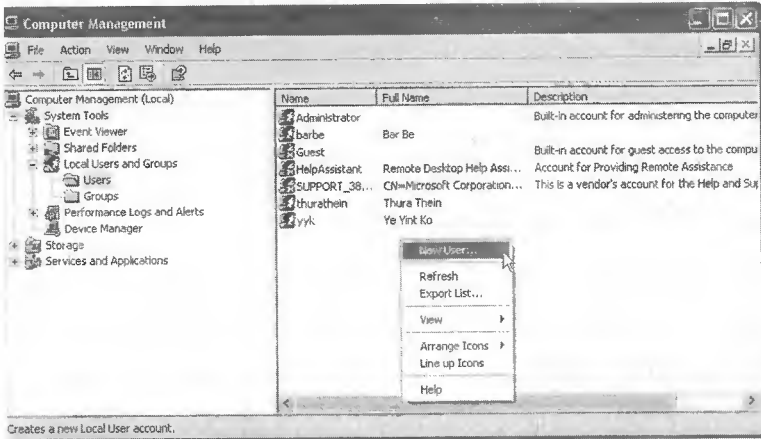 Computer Management
File Action View Window Help
Computer Management (Local)
System Tools
Event Viewer
Shared Folders
Local Users and Groups
Users
Groups
Performance Logs and Alerts
Device Manager
Storage
Services and Applications
Name Full Name Description
Administrator Built-in account for administering the computer
barbe Bar Be
Guest Built-in account for guest access to the compu
HelpAssistant Remote Desktop Help Assi... Account for Providing Remote Assistance
SUPPORT_38... CN=Microsoft Corporation... This is a vendor's account for the Help and Sup
thurathein Thura Thein
yyk Ye Yint Ko
New User...
Refresh
Export List...
View
Arrange Icons
Line up Icons
Help
Creates a new Local User account.